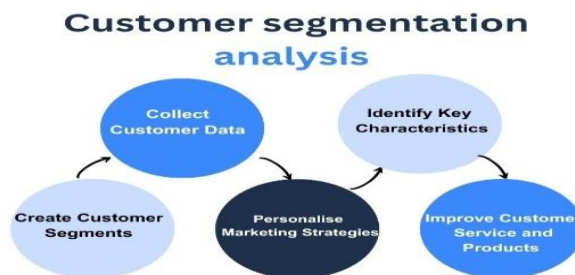 Customer segmentation
analysis
Create Customer
Segments
Collect
Customer Data
Personalise
Marketing Strategies
Identify Key
Characteristics
Improve Custome
Service and
Products